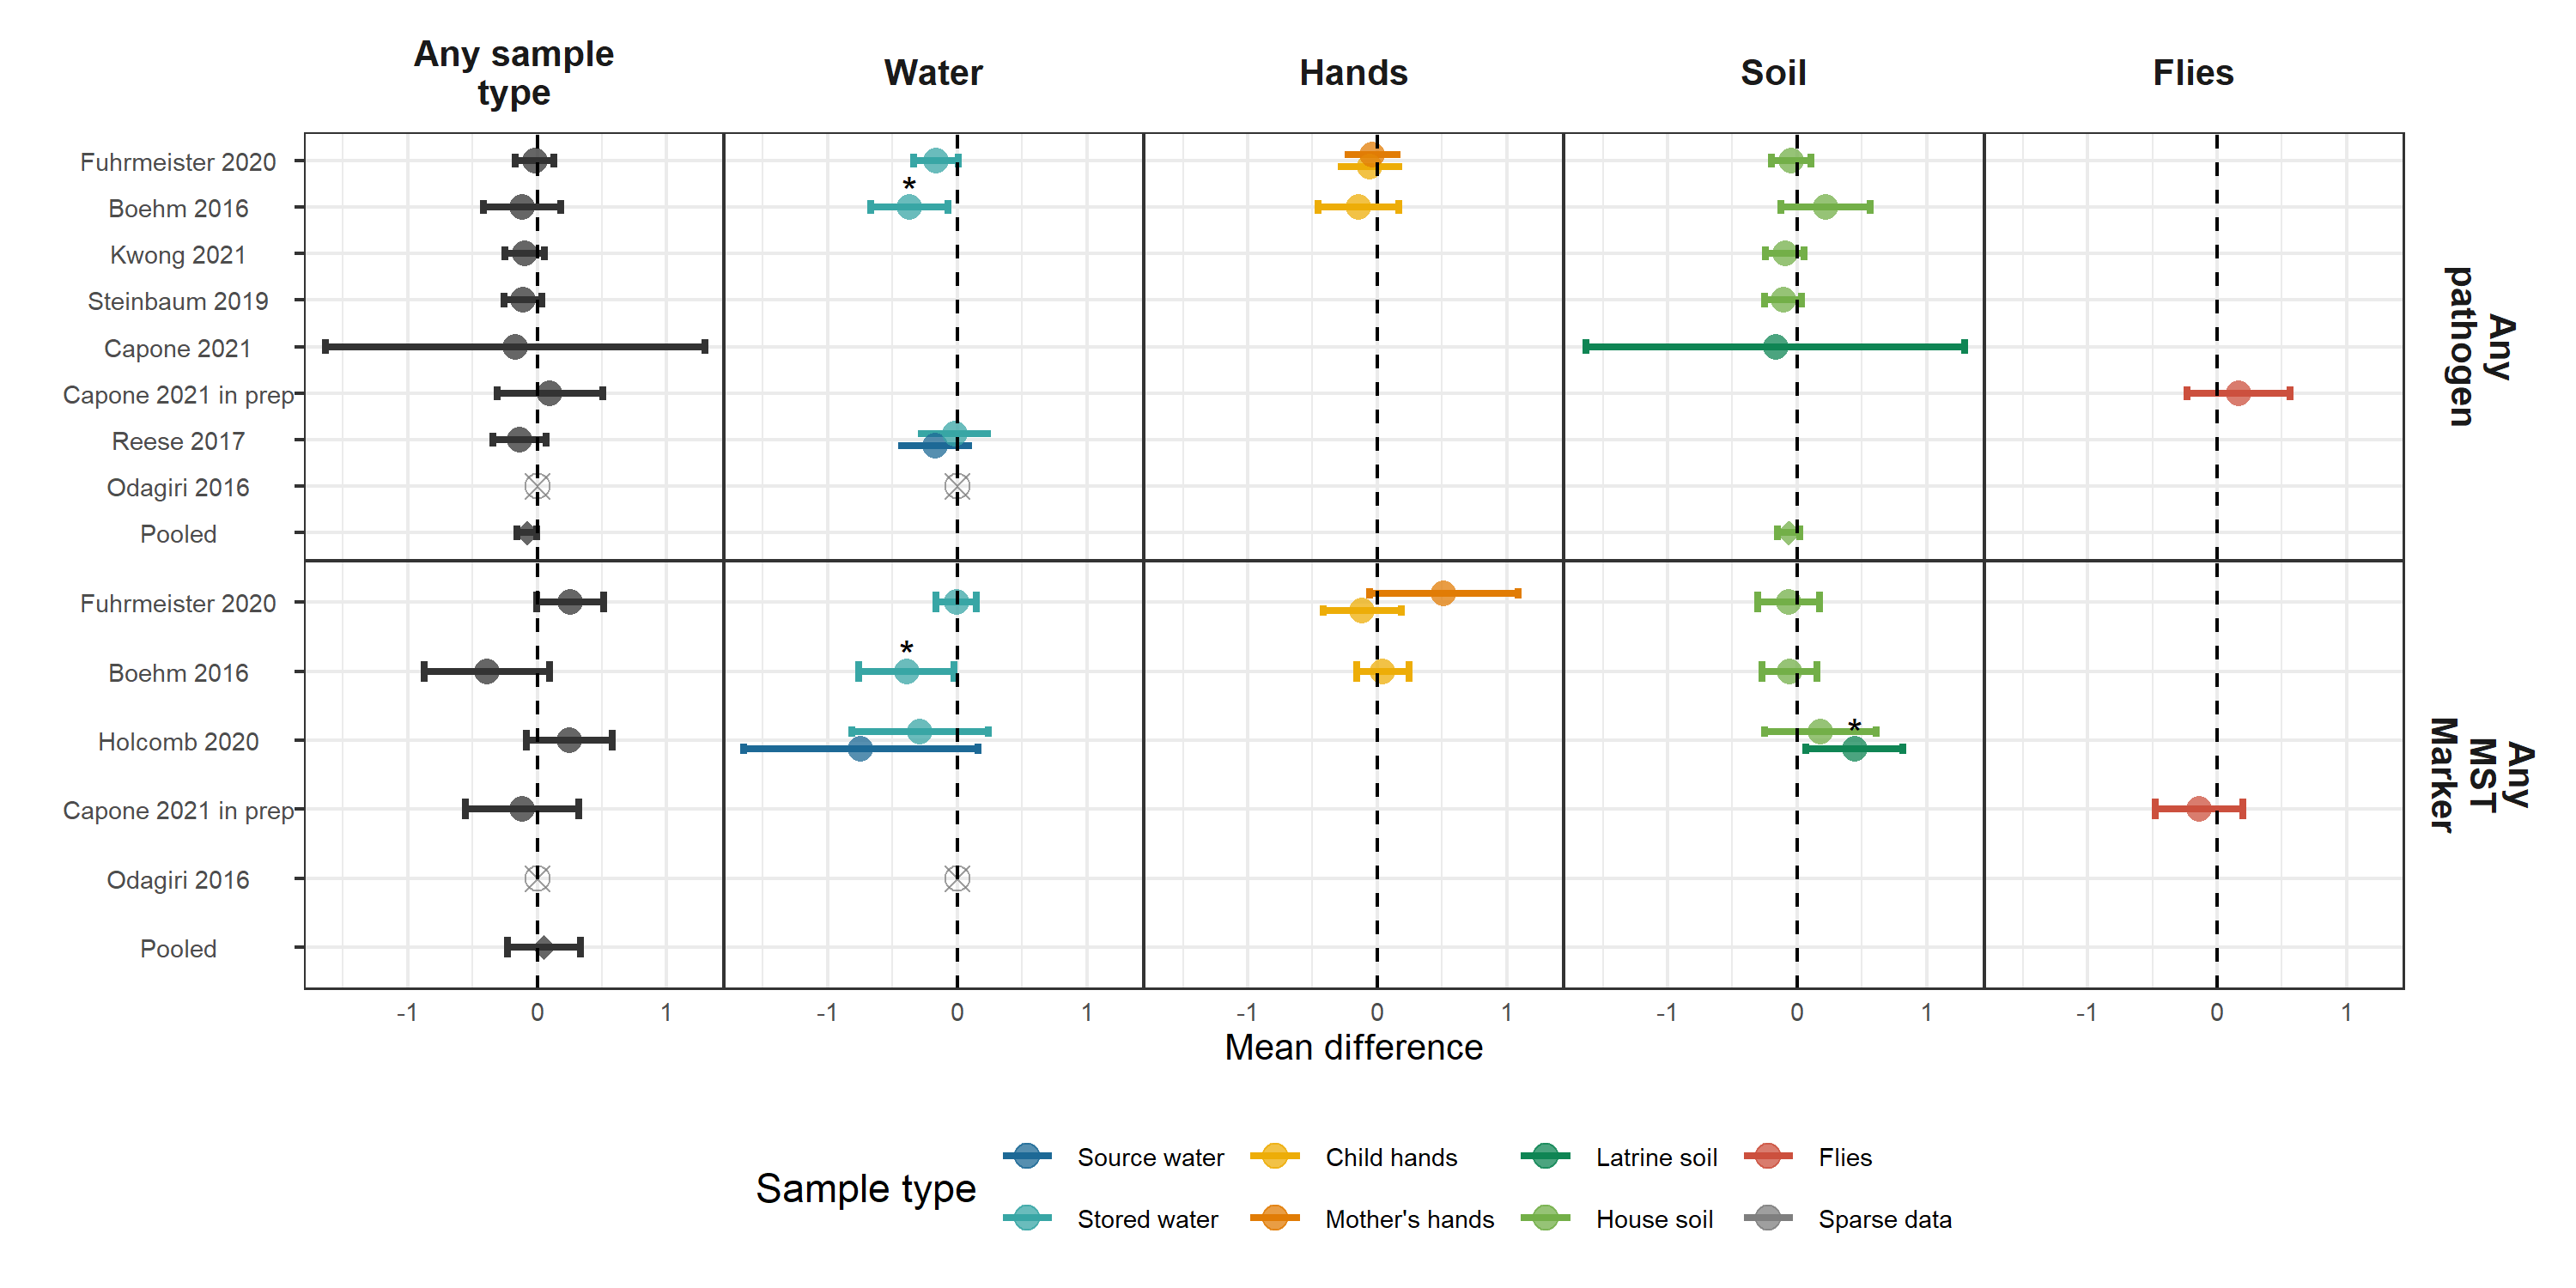 Any sample
type
Water
Hands
Soil
Flies
Fuhrmeister 2020
Boehm 2016
*
Kwong 2021
Steinbaum 2019
Capone 2021
Capone 2021 in prep
Reese 2017
Odagiri 2016
Pooled
Any
pathogen
Fuhrmeister 2020
Boehm 2016
*
Holcomb 2020
*
Capone 2021 in prep
Odagiri 2016
Pooled
Any
MST
Marker
-1 0 1 -1 0 1 -1 0 1 -1 0 1 -1 0 1
Mean difference
Sample type
Source water
Child hands
Latrine soil
Flies
Stored water
Mother's hands
House soil
Sparse data